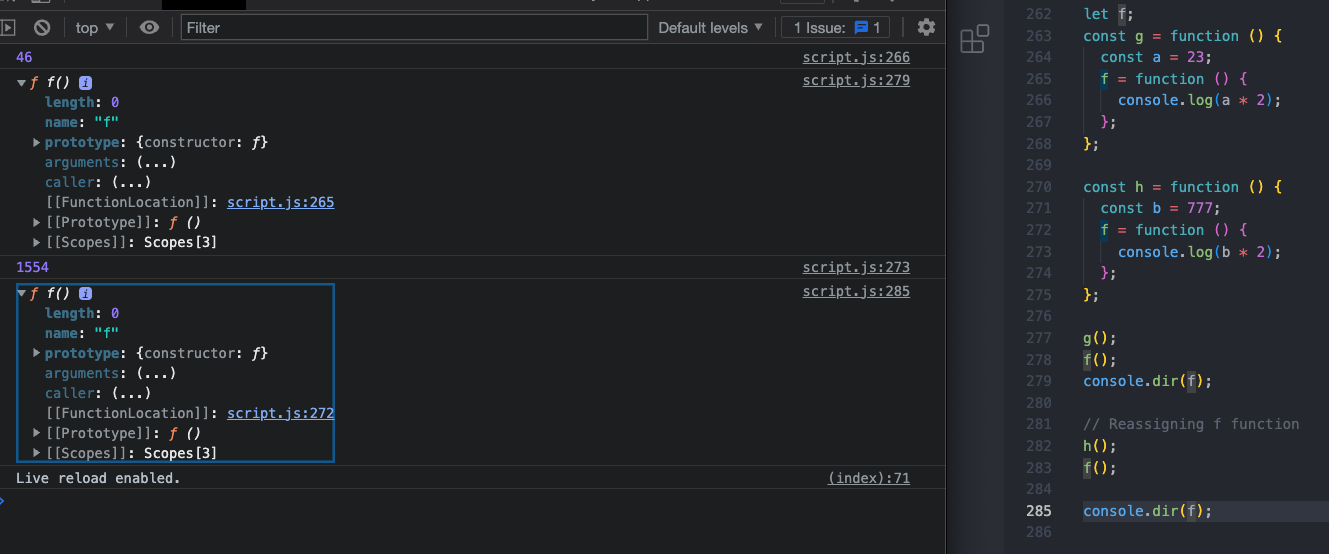 top ▼ Filter Default levels ▼ 1 Issue: 1
46 script.js:266
▼ƒ f() i script.js:279
length: 0
name: "f"
▶ prototype: {constructor: ƒ}
arguments: (...)
caller: (...)
[[FunctionLocation]]: script.js:265
▶ [[Prototype]]: ƒ ()
▶ [[Scopes]]: Scopes[3]
1554 script.js:273
▼ƒ f() i script.js:285
length: 0
name: "f"
▶ prototype: {constructor: ƒ}
arguments: (...)
caller: (...)
[[FunctionLocation]]: script.js:272
▶ [[Prototype]]: ƒ ()
▶ [[Scopes]]: Scopes[3]
Live reload enabled. (index):71
262 let f;
263 const g = function () {
264 const a = 23;
265 f = function () {
266 console.log(a * 2);
267 };
268 };
269
270 const h = function () {
271 const b = 777;
272 f = function () {
273 console.log(b * 2);
274 };
275 };
276
277 g();
278 f();
279 console.dir(f);
280
281 // Reassigning f function
282 h();
283 f();
284
285 console.dir(f);
286